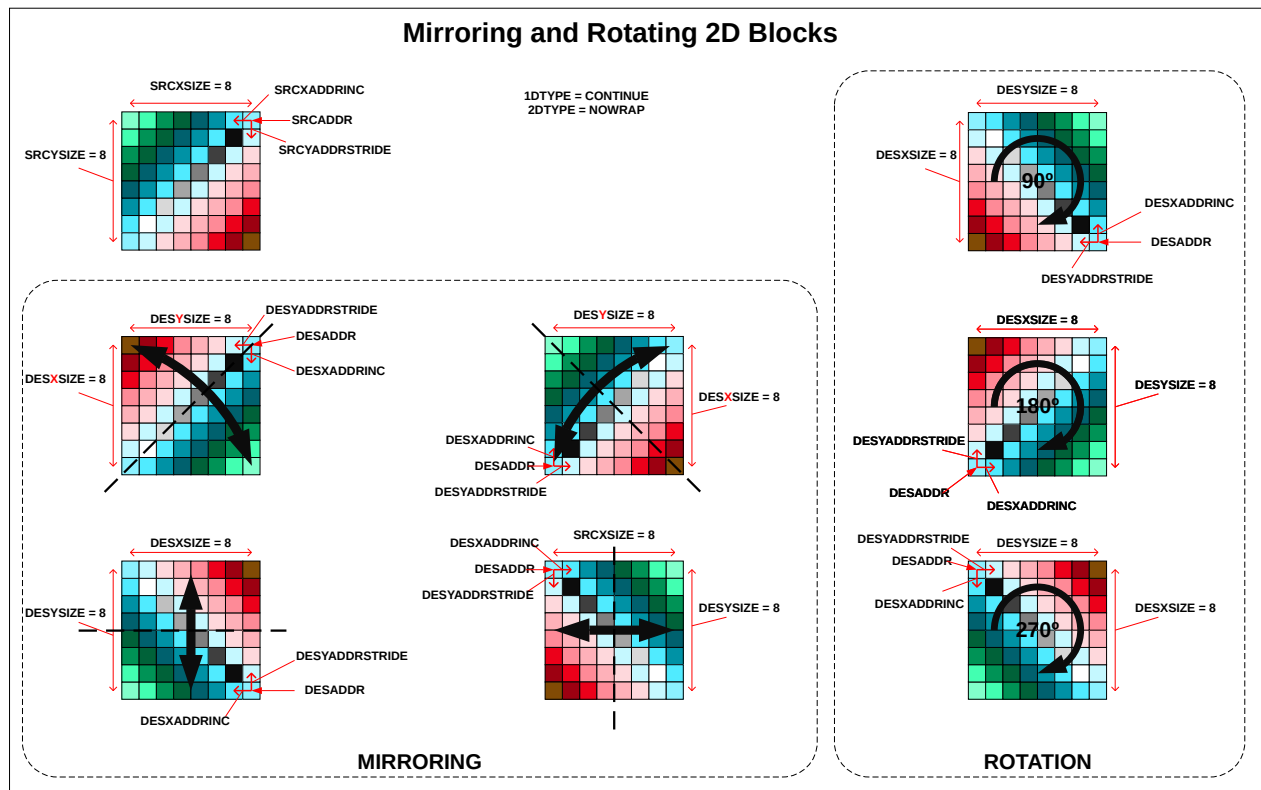 Mirroring and Rotating 2D Blocks
SRCXSIZE = 8
SRCXADDRINC
SRCADDR
SRCYADDRSTRIDE
SRCYSIZE = 8
1DTYPE = CONTINUE
2DTYPE = NOWRAP
DESYSIZE = 8
DESXSIZE = 8
90º
DESXADDRINC
DESADDR
DESYADDRSTRIDE
DESYSIZE = 8
DESYADDRSTRIDE
DESADDR
DESXADDRINC
DESXSIZE = 8
DESYSIZE = 8
DESXSIZE = 8
DESXADDRINC
DESADDR
DESYADDRSTRIDE
DESXSIZE = 8
DESYSIZE = 8
180º
DESYADDRSTRIDE
DESADDR
DESXADDRINC
DESXSIZE = 8
DESYSIZE = 8
DESYADDRSTRIDE
DESADDR
DESXADDRINC
SRCXSIZE = 8
DESXADDRINC
DESADDR
DESYADDRSTRIDE
DESYSIZE = 8
DESYADDRSTRIDE
DESYSIZE = 8
DESADDR
DESXADDRINC
DESXSIZE = 8
270º
MIRRORING
ROTATION